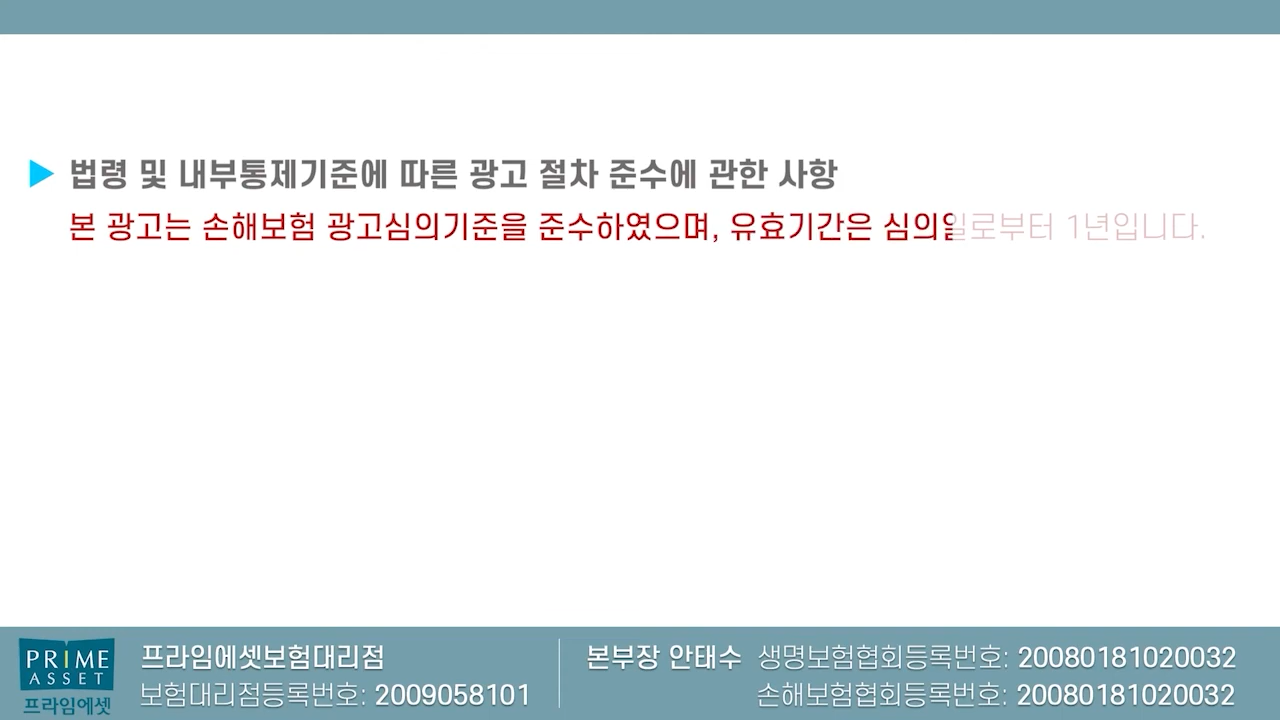 ▶ 법령 및 내부통제기준에 따른 광고 절차 준수에 관한 사항
본 광고는 손해보험 광고심의기준을 준수하였으며, 유효기간은 심의일로부터 1년입니다.
PRIME
ASSET
프라임에셋
프라임에셋보험대리점
보험대리점등록번호: 2009058101
본부장 안태수 생명보험협회등록번호: 20080181020032
손해보험협회등록번호: 20080181020032